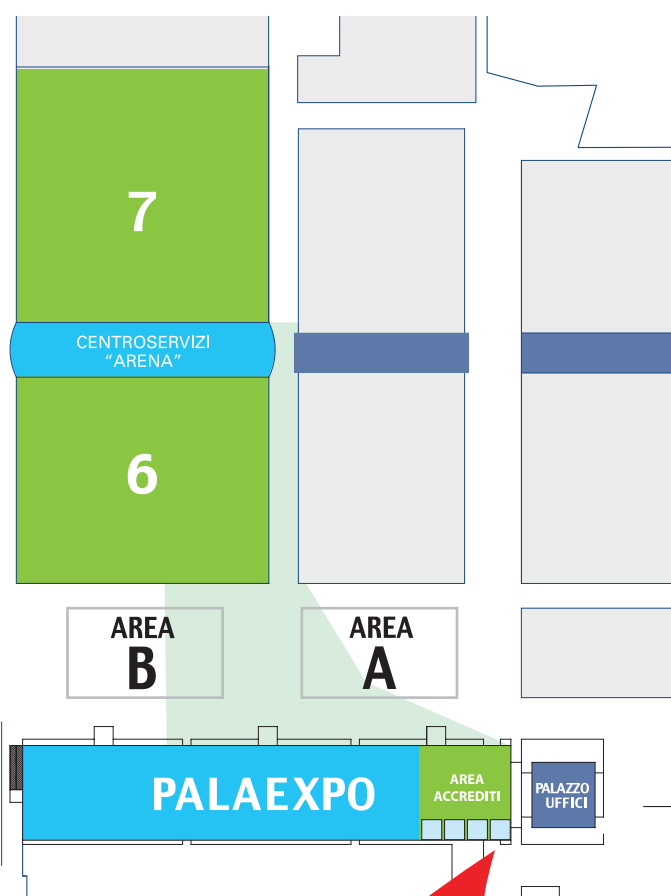 7
CENTROSERVIZI
“ARENA”
6
AREA
B
AREA
A
PALAEXPO
AREA
ACCREDITI
PALAZZO
UFFICI